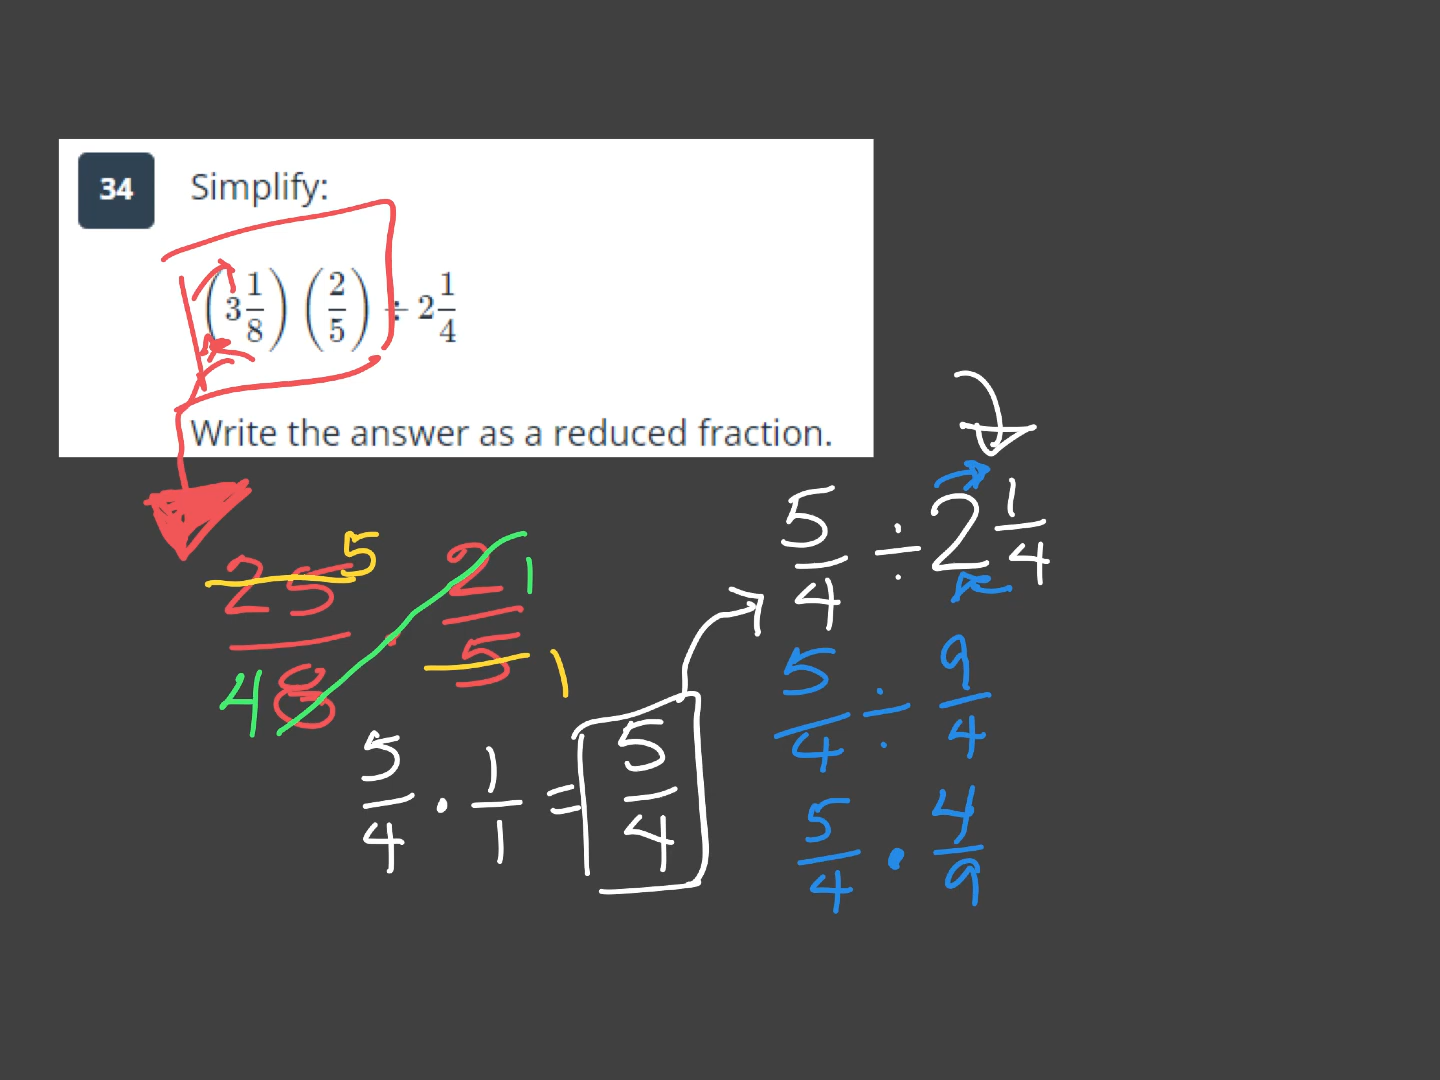 34 Simplify:
(3 1/8) (2/5) ÷ 2 1/4
Write the answer as a reduced fraction.
25/8 · 2/5
5 1
4 1
5/4 · 1/1 = 5/4
5/4 ÷ 2 1/4
5/4 ÷ 9/4
5/4 · 4/9